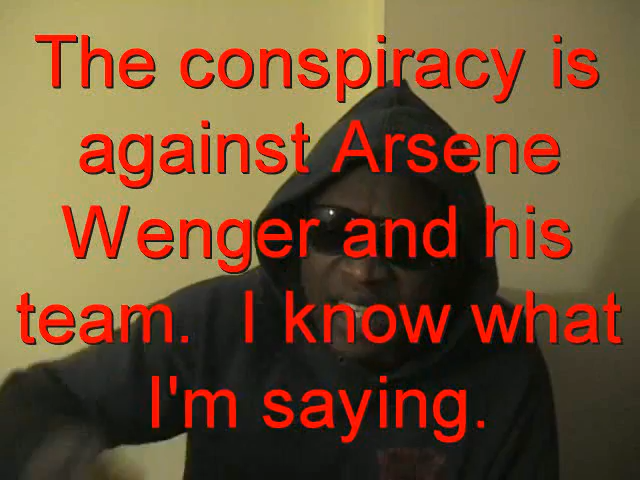 The conspiracy is
against Arsene
Wenger and his
team.  I know what
I'm saying.